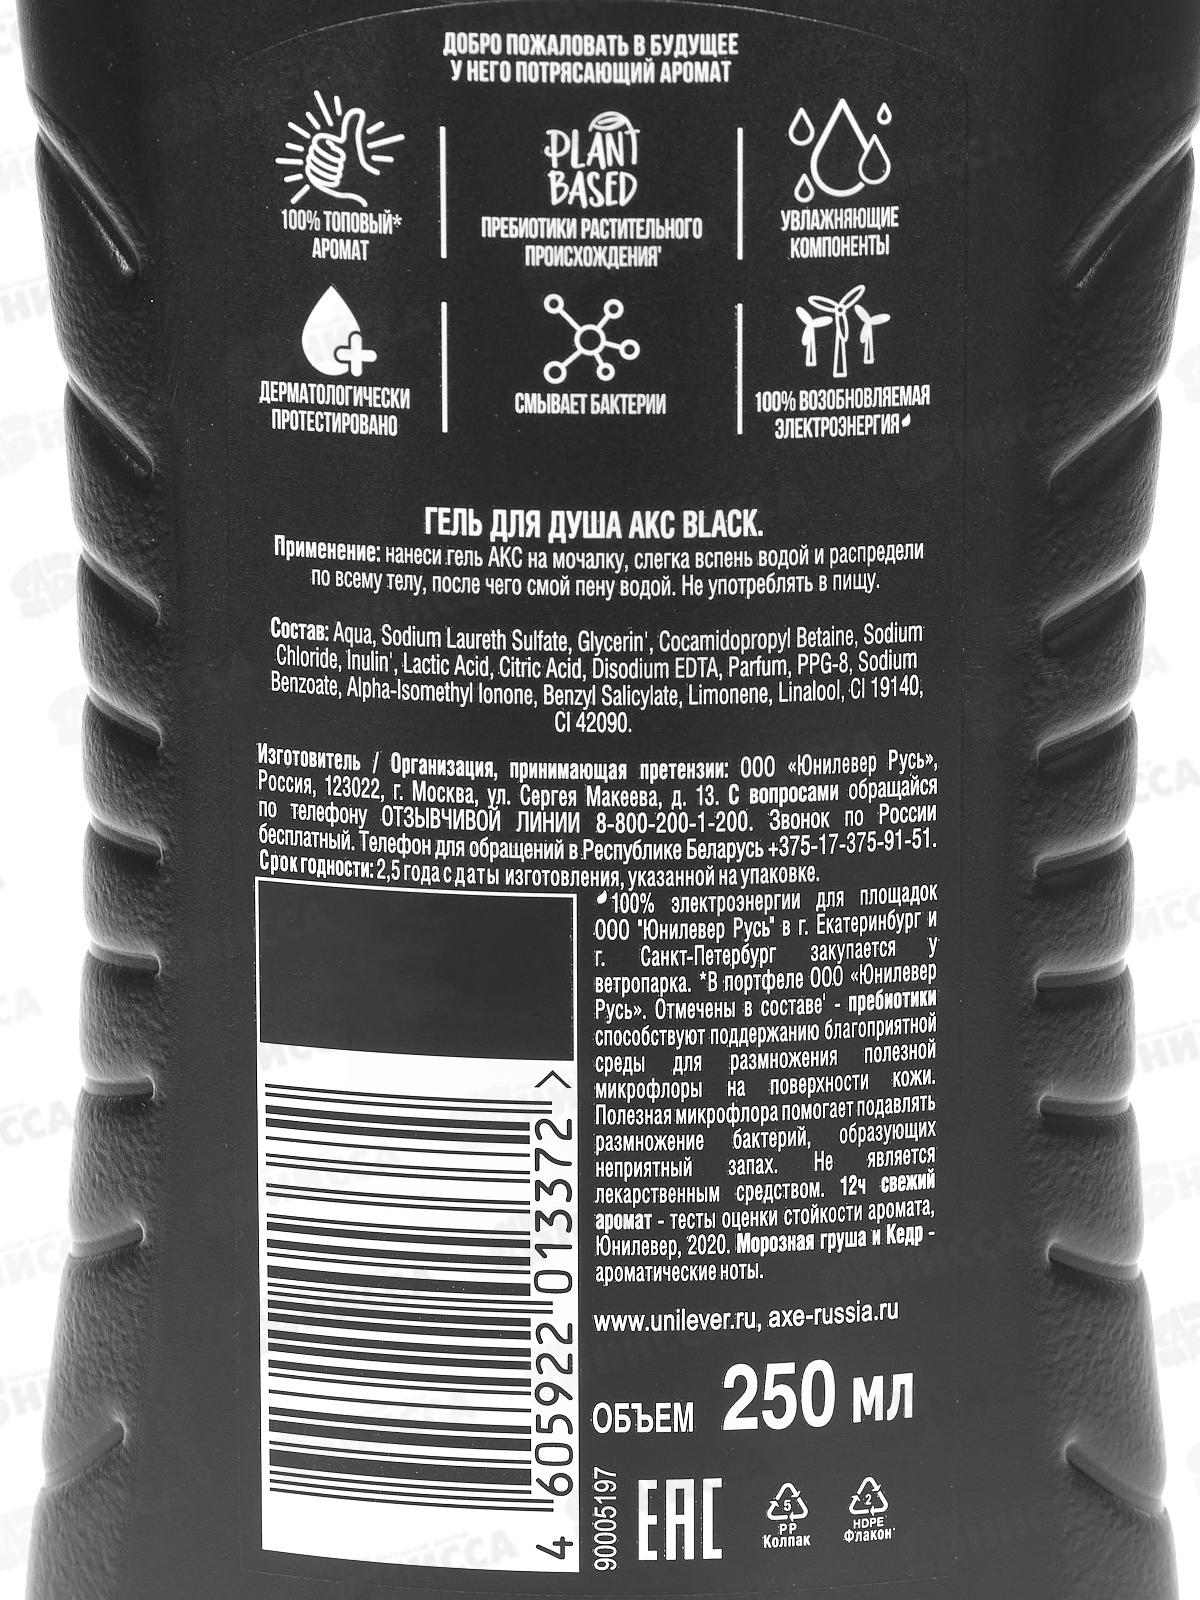 ДОБРО ПОЖАЛОВАТЬ В БУДУЩЕЕ
У НЕГО ПОТРЯСАЮЩИЙ АРОМАТ
100% ТОПОВЫЙ*
АРОМАТ
PLANT
BASED
ПРЕБИОТИКИ РАСТИТЕЛЬНОГО
ПРОИСХОЖДЕНИЯ'
УВЛАЖНЯЮЩИЕ
КОМПОНЕНТЫ
ДЕРМАТОЛОГИЧЕСКИ
ПРОТЕСТИРОВАНО
СМЫВАЕТ БАКТЕРИИ
100% ВОЗОБНОВЛЯЕМАЯ
ЭЛЕКТРОЭНЕРГИЯ
ГЕЛЬ ДЛЯ ДУША АКС BLACK.
Применение: нанеси гель АКС на мочалку, слегка вспень водой и распредели
по всему телу, после чего смой пену водой. Не употреблять в пищу.
Состав: Aqua, Sodium Laureth Sulfate, Glycerin', Cocamidopropyl Betaine, Sodium
Chloride, Inulin', Lactic Acid, Citric Acid, Disodium EDTA, Parfum, PPG-8, Sodium
Benzoate, Alpha-Isomethyl Ionone, Benzyl Salicylate, Limonene, Linalool, CI 19140,
CI 42090.
Изготовитель / Организация, принимающая претензии: ООО «Юнилевер Русь»,
Россия, 123022, г. Москва, ул. Сергея Макеева, д. 13. С вопросами обращайся
по телефону ОТЗЫВЧИВОЙ ЛИНИИ 8-800-200-1-200. Звонок по России
бесплатный. Телефон для обращений в Республике Беларусь +375-17-375-91-51.
Срок годности: 2,5 года с даты изготовления, указанной на упаковке.
100% электроэнергии для площадок
ООО "Юнилевер Русь" в г. Екатеринбург и
г. Санкт-Петербург закупается у
ветропарка. *В портфеле ООО «Юнилевер
Русь». Отмечены в составе' - пребиотики
способствуют поддержанию благоприятной
среды для размножения полезной
микрофлоры на поверхности кожи.
Полезная микрофлора помогает подавлять
размножение бактерий, образующих
неприятный запах. Не является
лекарственным средством. 12ч свежий
аромат - тесты оценки стойкости аромата,
Юнилевер, 2020. Морозная груша и Кедр -
ароматические ноты.
www.unilever.ru, axe-russia.ru
ОБЪЕМ 250 мл
4 605922 013372 >
90005197
EAC
5
PP
Колпак
2
HDPE
Флакон